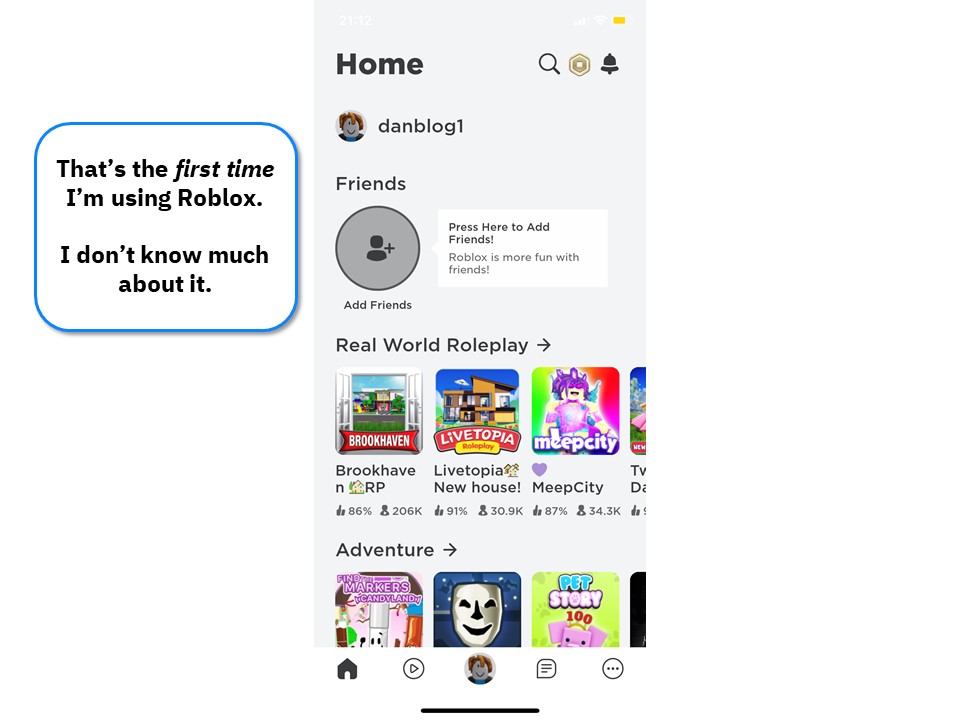 21:12
Home
danblog1
That's the first time
I'm using Roblox.
I don't know much
about it.
Friends
Press Here to Add
Friends!
Roblox is more fun with
friends!
Add Friends
Real World Roleplay →
BROOKHAVEN
LIVETOPIA
Roleplay
meepcity
NEW
Brookhave
n 🏡RP
86% 206K
Livetopia🏘
New house!
91% 30.9K
💜
MeepCity
87% 34.3K
Tw
Da
9
Adventure →
FIND THE
MARKERS
CANDYLAND
PET
STORY
100